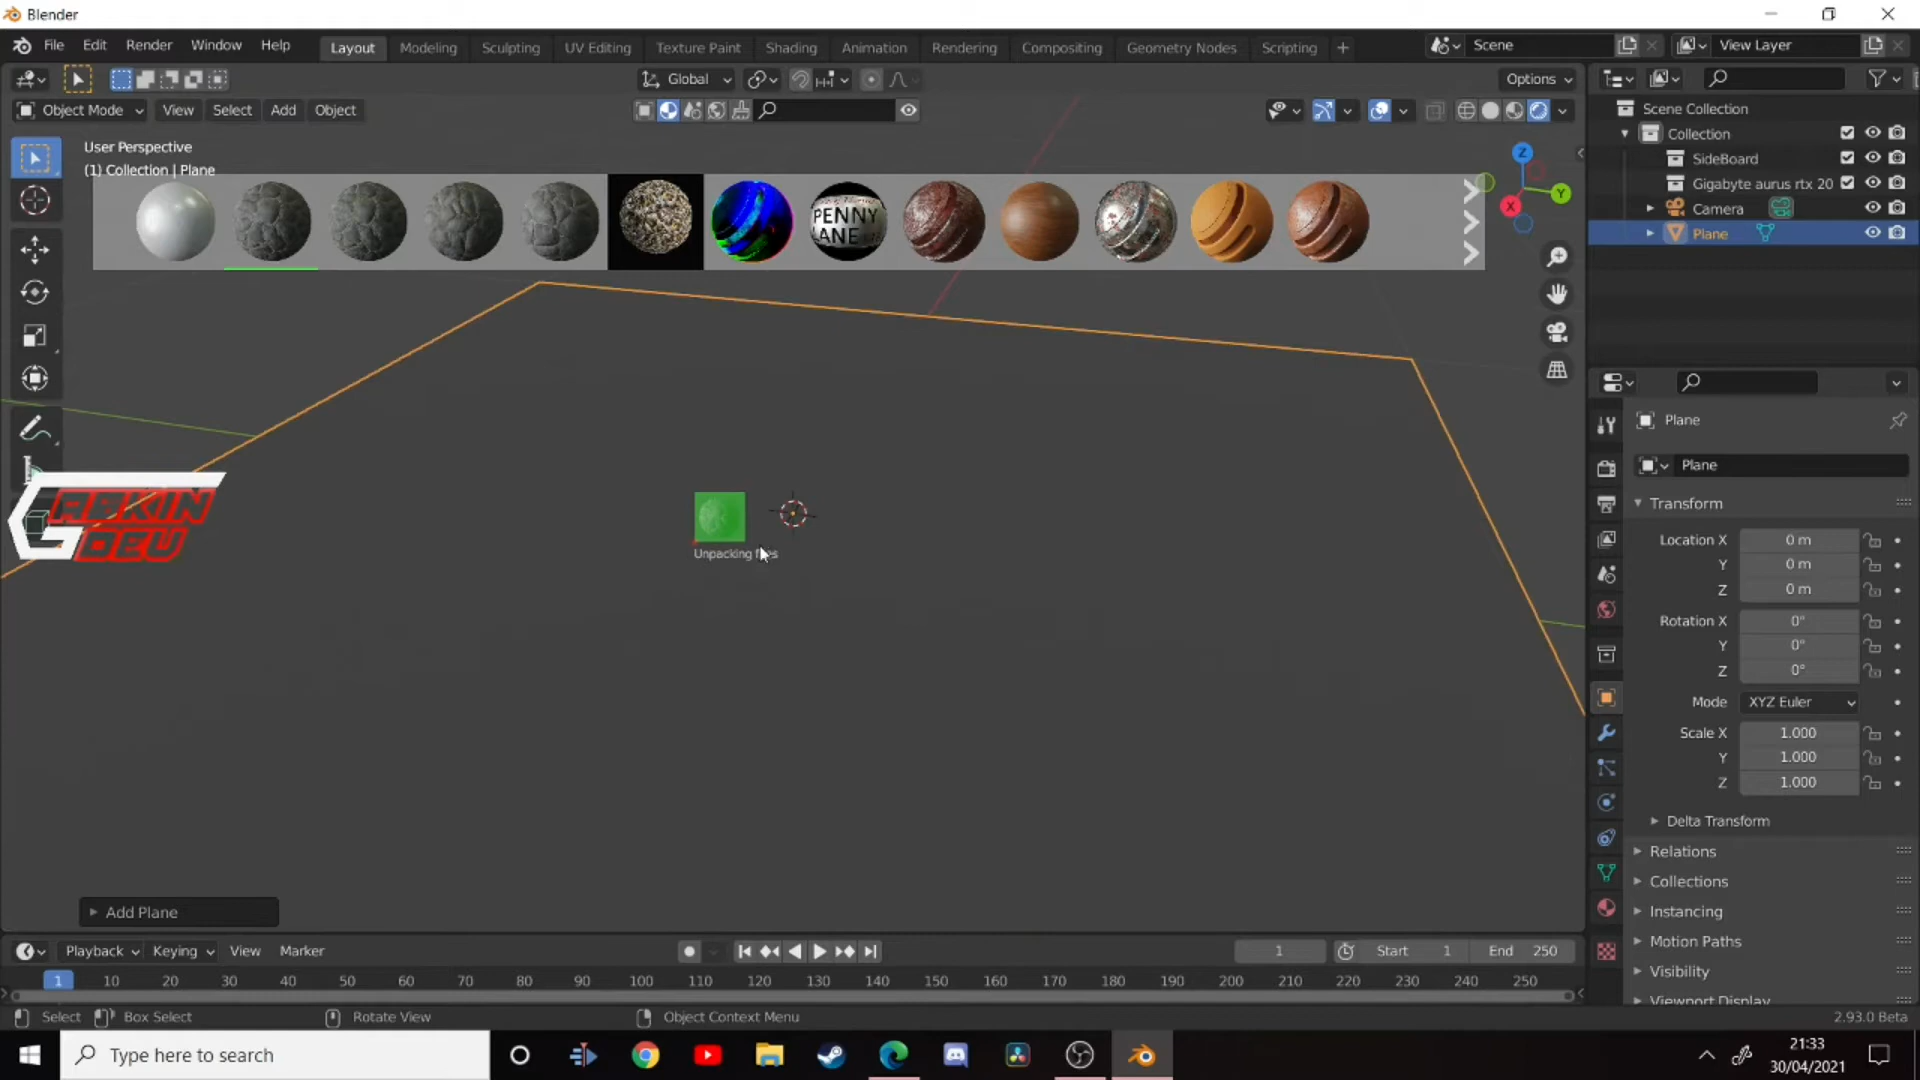 Blender
File Edit Render Window Help
Layout Modeling Sculpting UV Editing Texture Paint Shading Animation Rendering Compositing Geometry Nodes Scripting +
Scene
View Layer
Global
Options
Object Mode View Select Add Object
User Perspective
(1) Collection | Plane
PENNY LANE
Unpacking
GABKIN
DEV
Add Plane
Scene Collection
Collection
SideBoard
Gigabyte aurus rtx 20
Camera
Plane
Plane
Plane
Transform
Location X 0 m
Y 0 m
Z 0 m
Rotation X 0°
Y 0°
Z 0°
Mode XYZ Euler
Scale X 1.000
Y 1.000
Z 1.000
Delta Transform
Relations
Collections
Instancing
Motion Paths
Visibility
Viewport Display
Playback Keying View Marker
1 Start 1 End 250
1 10 20 30 40 50 60 70 80 90 100 110 120 130 140 150 160 170 180 190 200 210 220 230 240 250
Select Box Select Rotate View Object Context Menu 2.93.0 Beta
Type here to search
21:33
30/04/2021